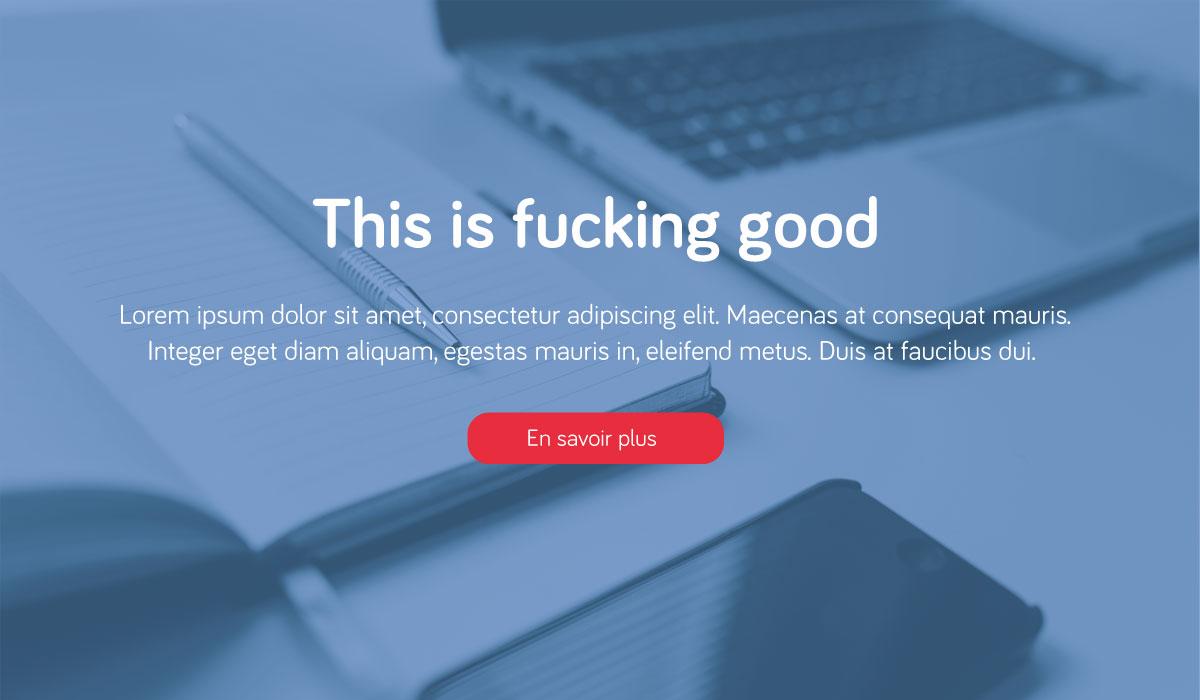 This is fucking good
Lorem ipsum dolor sit amet, consectetur adipiscing elit. Maecenas at consequat mauris.
Integer eget diam aliquam, egestas mauris in, eleifend metus. Duis at faucibus dui.
En savoir plus